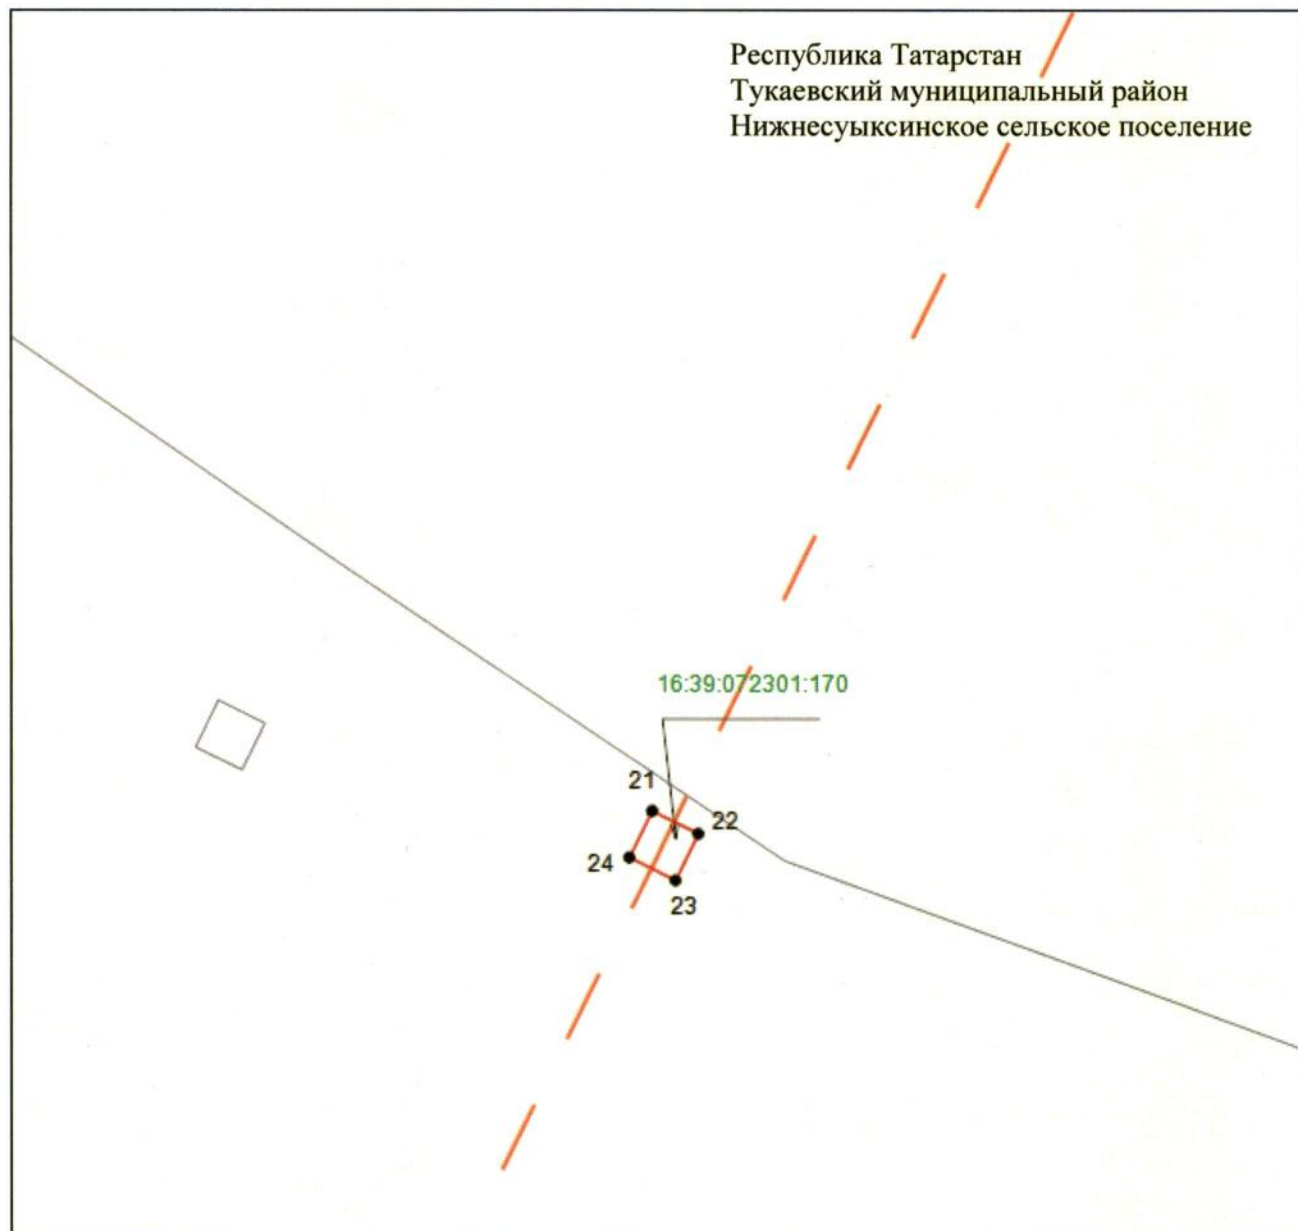 Республика Татарстан
Тукаевский муниципальный район
Нижнесуыксинское сельское поселение
16:39:072301:170
21
22
24
23